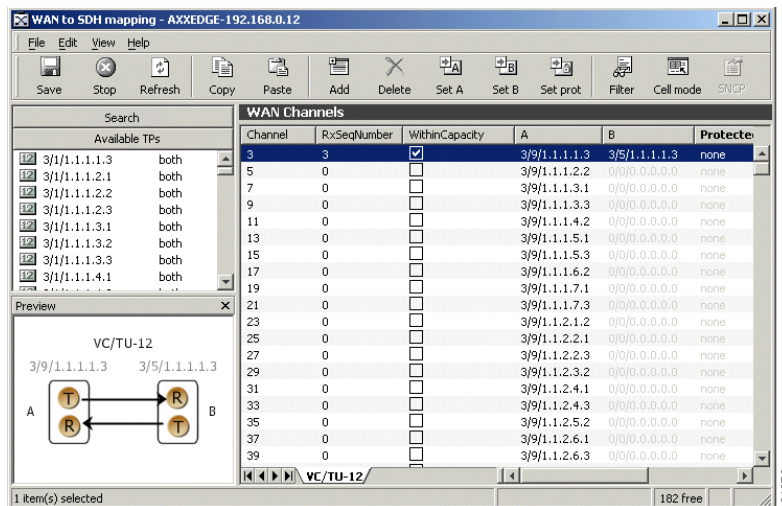 WAN to SDH mapping - AXXEDGE-192.168.0.12
File Edit View Help
Save Stop Refresh Copy Paste Add Delete Set A Set B Set prot Filter Cell mode SNCP
Search
Available TPs
12 3/1/1.1.1.1.3 both
12 3/1/1.1.1.2.1 both
12 3/1/1.1.1.2.2 both
12 3/1/1.1.1.2.3 both
12 3/1/1.1.1.3.1 both
12 3/1/1.1.1.3.2 both
12 3/1/1.1.1.3.3 both
12 3/1/1.1.1.4.1 both
Preview
VC/TU-12
3/9/1.1.1.1.3 3/5/1.1.1.1.3
A T R B
R T
WAN Channels
Channel RxSeqNumber WithinCapacity A B Protected
3 3 3/9/1.1.1.1.3 3/5/1.1.1.1.3 none
5 0 3/9/1.1.1.2.2 0/0/0.0.0.0.0 none
7 0 3/9/1.1.1.3.1 0/0/0.0.0.0.0 none
9 0 3/9/1.1.1.3.3 0/0/0.0.0.0.0 none
11 0 3/9/1.1.1.4.2 0/0/0.0.0.0.0 none
13 0 3/9/1.1.1.5.1 0/0/0.0.0.0.0 none
15 0 3/9/1.1.1.5.3 0/0/0.0.0.0.0 none
17 0 3/9/1.1.1.6.2 0/0/0.0.0.0.0 none
19 0 3/9/1.1.1.7.1 0/0/0.0.0.0.0 none
21 0 3/9/1.1.1.7.3 0/0/0.0.0.0.0 none
23 0 3/9/1.1.2.1.2 0/0/0.0.0.0.0 none
25 0 3/9/1.1.2.2.1 0/0/0.0.0.0.0 none
27 0 3/9/1.1.2.2.3 0/0/0.0.0.0.0 none
29 0 3/9/1.1.2.3.2 0/0/0.0.0.0.0 none
31 0 3/9/1.1.2.4.1 0/0/0.0.0.0.0 none
33 0 3/9/1.1.2.4.3 0/0/0.0.0.0.0 none
35 0 3/9/1.1.2.5.2 0/0/0.0.0.0.0 none
37 0 3/9/1.1.2.6.1 0/0/0.0.0.0.0 none
39 0 3/9/1.1.2.6.3 0/0/0.0.0.0.0 none
VC/TU-12
1 item(s) selected 182 free